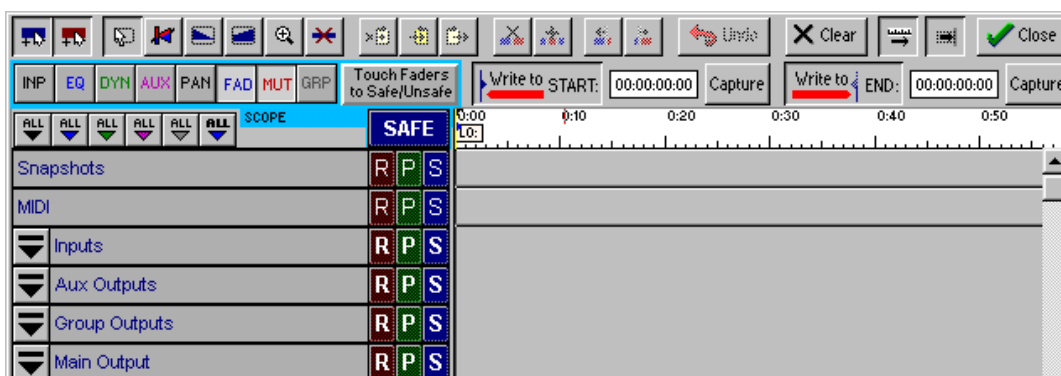 Undo Clear Close
INP EQ DYN AUX PAN FAD MUT GRP Touch Faders to Safe/Unsafe Write to START: 00:00:00:00 Capture Write to END: 00:00:00:00 Capture
ALL ALL ALL ALL ALL ALL SCOPE SAFE 0:00 0:10 0:20 0:30 0:40 0:50
L0:
Snapshots R P S
MIDI R P S
Inputs R P S
Aux Outputs R P S
Group Outputs R P S
Main Output R P S